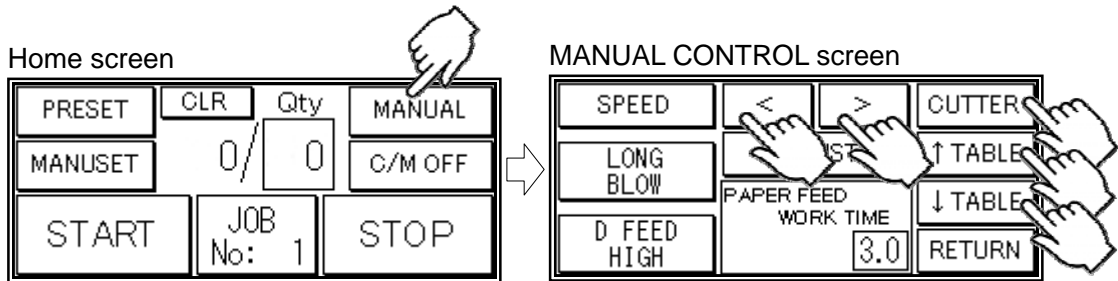 Home screen
PRESET
CLR
Qty
MANUAL
MANUSET
0/
0
C/M OFF
START
JOB
No: 1
STOP
MANUAL CONTROL screen
SPEED
<
>
CUTTER
LONG
BLOW
↑ TABLE
PAPER FEED
WORK TIME
3.0
↓ TABLE
D FEED
HIGH
RETURN